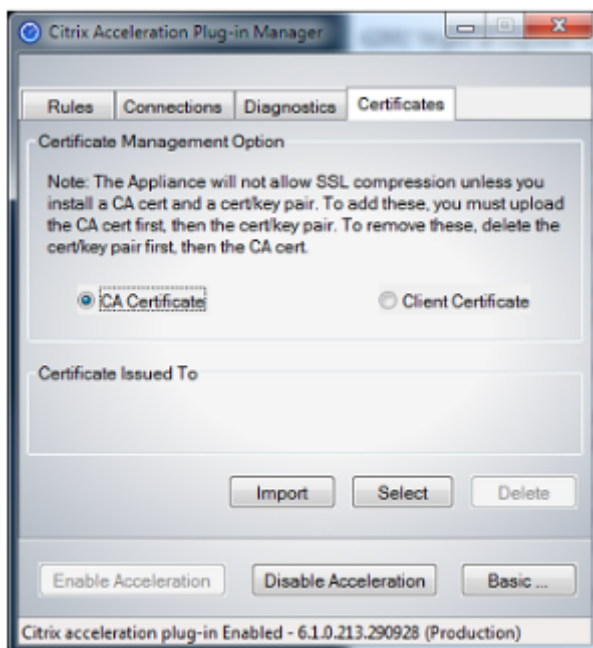 Citrix Acceleration Plug-in Manager
Rules Connections Diagnostics Certificates
Certificate Management Option
Note: The Appliance will not allow SSL compression unless you
install a CA cert and a cert/key pair. To add these, you must upload
the CA cert first, then the cert/key pair. To remove these, delete the
cert/key pair first, then the CA cert.
CA Certificate Client Certificate
Certificate Issued To
Import Select Delete
Enable Acceleration Disable Acceleration Basic ...
Citrix acceleration plug-in Enabled - 6.1.0.213.290928 (Production)